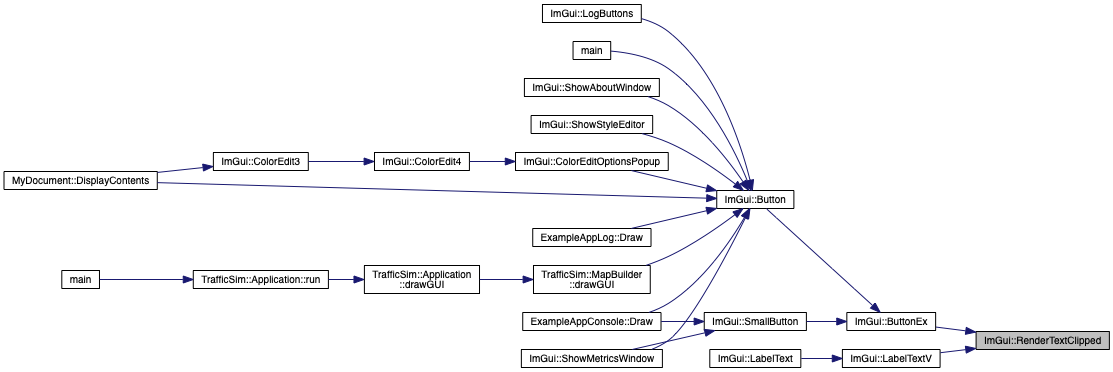 ImGui::LogButtons
main
ImGui::ShowAboutWindow
ImGui::ShowStyleEditor
ImGui::ColorEdit3
ImGui::ColorEdit4
ImGui::ColorEditOptionsPopup
MyDocument::DisplayContents
ImGui::Button
ExampleAppLog::Draw
main
TrafficSim::Application::run
TrafficSim::Application
::drawGUI
TrafficSim::MapBuilder
::drawGUI
ExampleAppConsole::Draw
ImGui::SmallButton
ImGui::ButtonEx
ImGui::RenderTextClipped
ImGui::ShowMetricsWindow
ImGui::LabelText
ImGui::LabelTextV